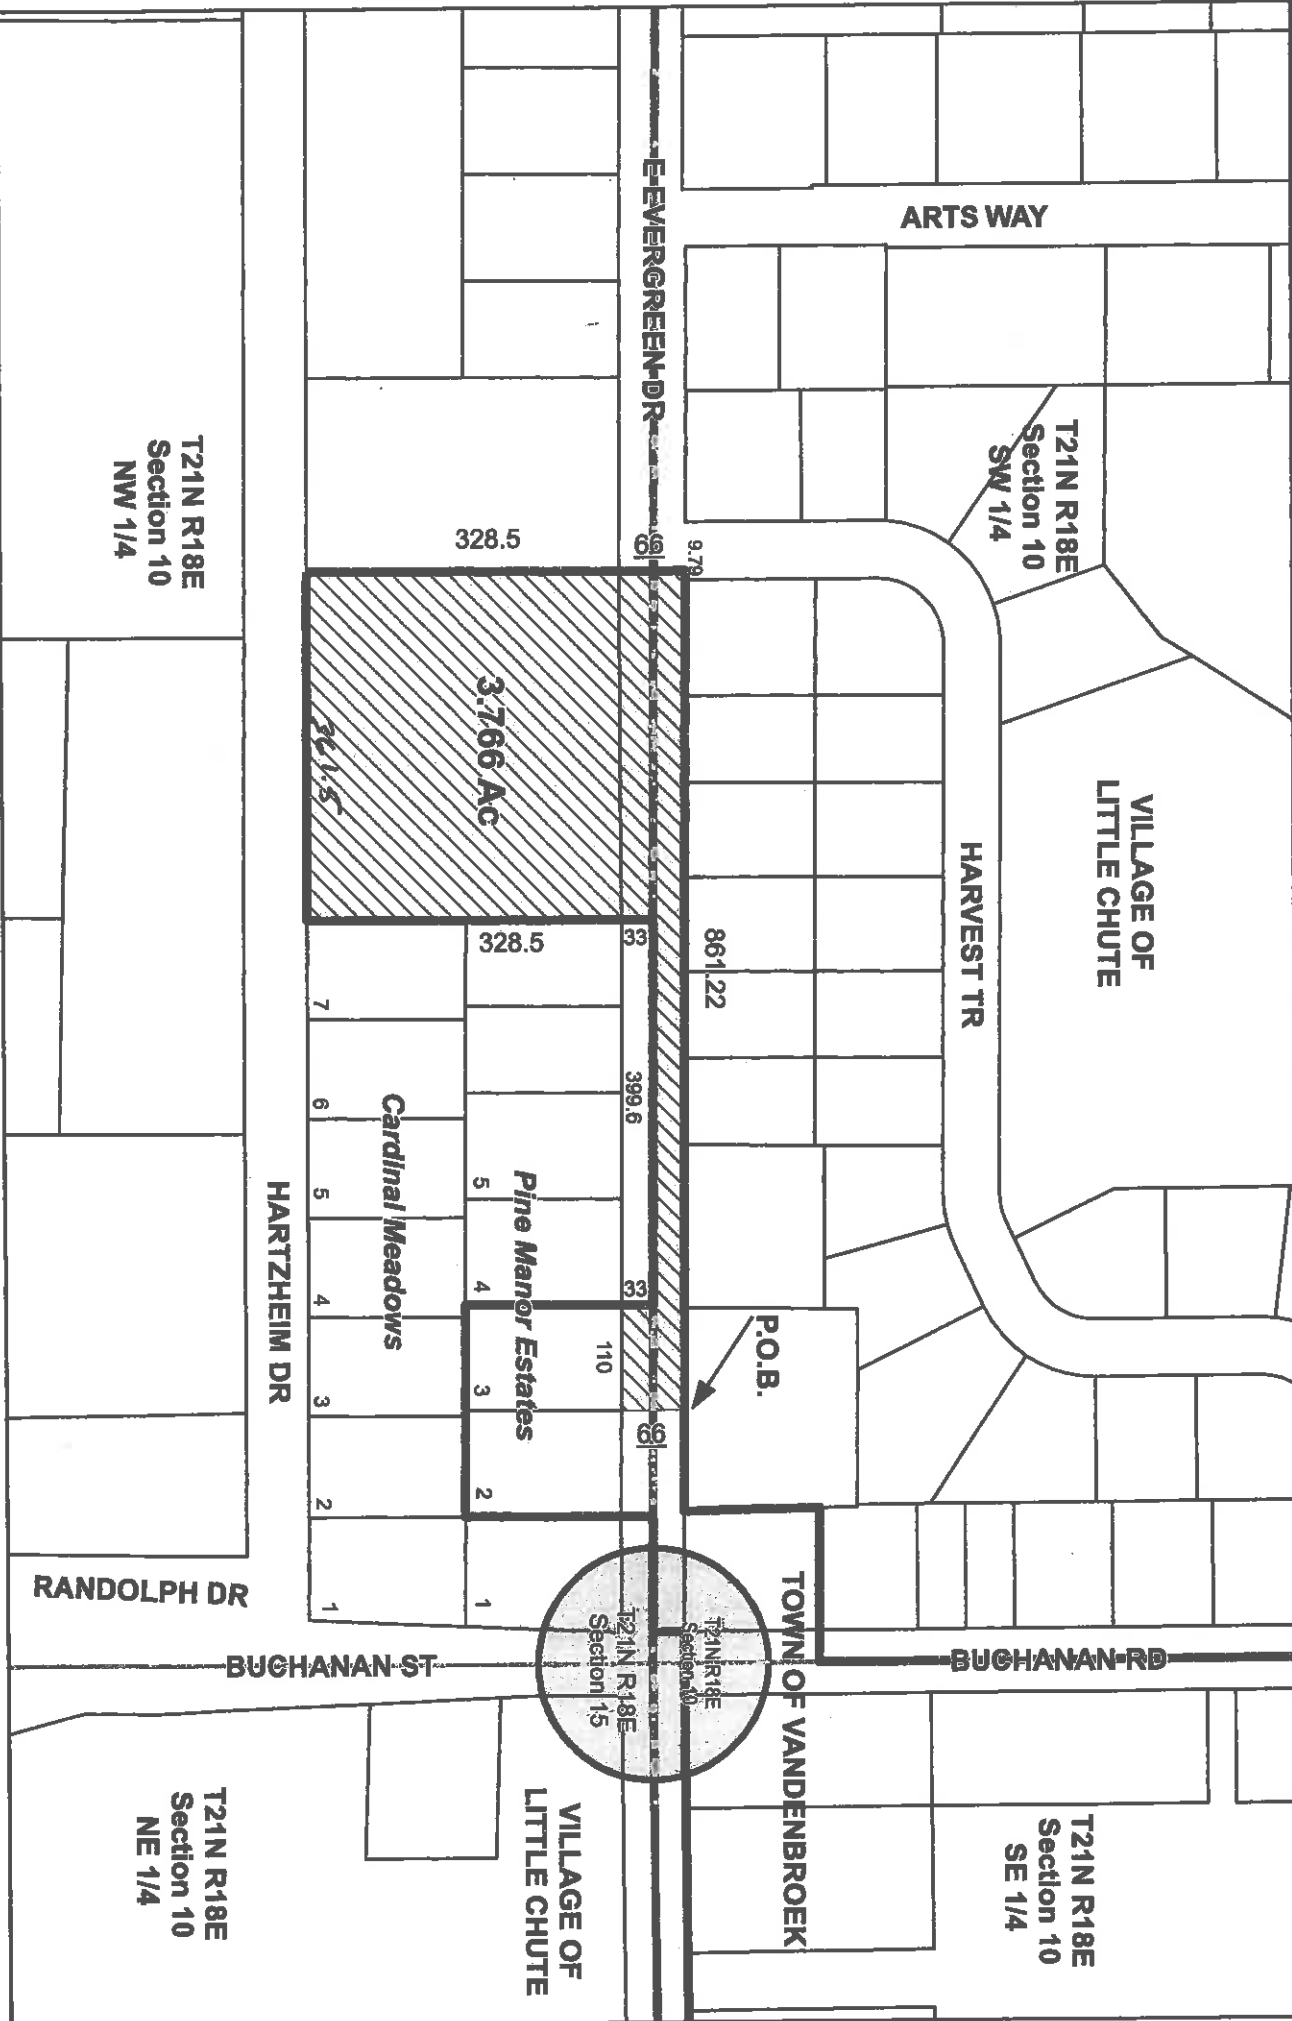 ARTS WAY
E EVERGREEN DR
T21N R18E
Section 10
SW 1/4
VILLAGE OF
LITTLE CHUTE
HARVEST TR
9.79
66
328.5
T21N R18E
Section 10
NW 1/4
3.766 Ac
361.5
861.22
33
328.5
399.6
33
7
6
5
4
3
2
1
Cardinal Meadows
Pine Manor Estates
5
4
3
2
1
110
66
P.O.B.
HARTZHEIM DR
RANDOLPH DR
BUCHANAN ST
BUCHANAN RD
TOWN OF VANDENBROEK
T21N R18E
Section 10
T21N R18E
Section 15
T21N R18E
Section 10
SE 1/4
VILLAGE OF
LITTLE CHUTE
T21N R18E
Section 10
NE 1/4